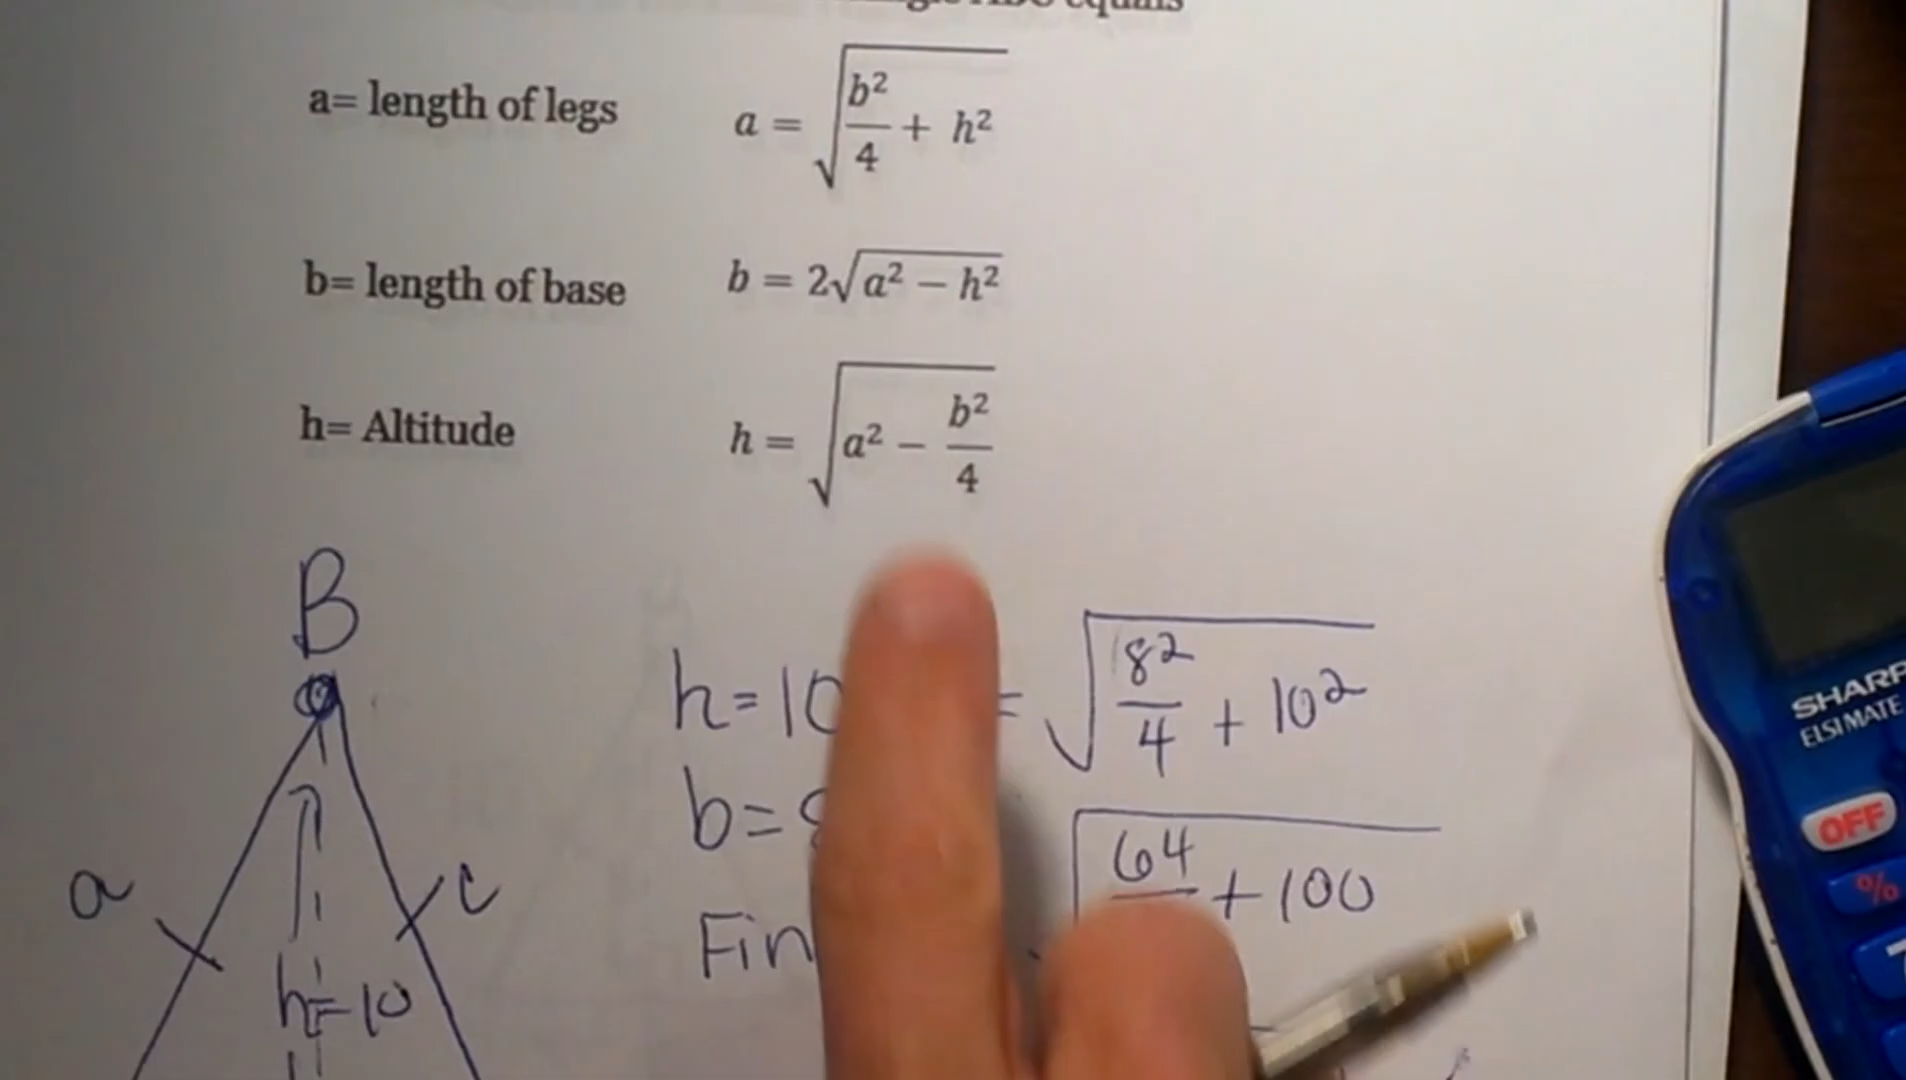 equals
a= length of legs a = √(b²/4 + h²)
b= length of base b = 2√(a² − h²)
h= Altitude h = √(a² − b²/4)
B
h=10 = √(8²/4 + 10²)
b=
64 + 100
a c
Fin
h=10
SHARP
ELSIMATE
OFF
%